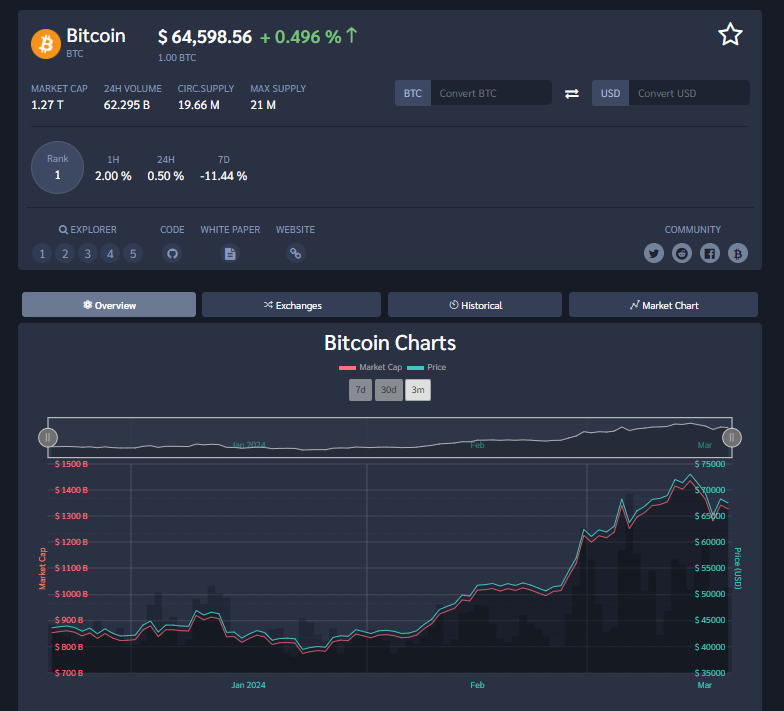 Bitcoin
BTC
$ 64,598.56 + 0.496 % ↑
1.00 BTC
MARKET CAP 24H VOLUME CIRC.SUPPLY MAX SUPPLY
1.27 T 62.295 B 19.66 M 21 M
BTC Convert BTC USD Convert USD
Rank
1
1H 24H 7D
2.00 % 0.50 % -11.44 %
EXPLORER CODE WHITE PAPER WEBSITE COMMUNITY
1 2 3 4 5
Overview Exchanges Historical Market Chart
Bitcoin Charts
Market Cap Price
7d 30d 3m
Jan 2024 Feb Mar
$ 1500 B $ 75000
$ 1400 B $ 70000
$ 1300 B $ 65000
$ 1200 B $ 60000
$ 1100 B $ 55000
$ 1000 B $ 50000
$ 900 B $ 45000
$ 800 B $ 40000
$ 700 B $ 35000
Market Cap
Price (USD)
Jan 2024 Feb Mar